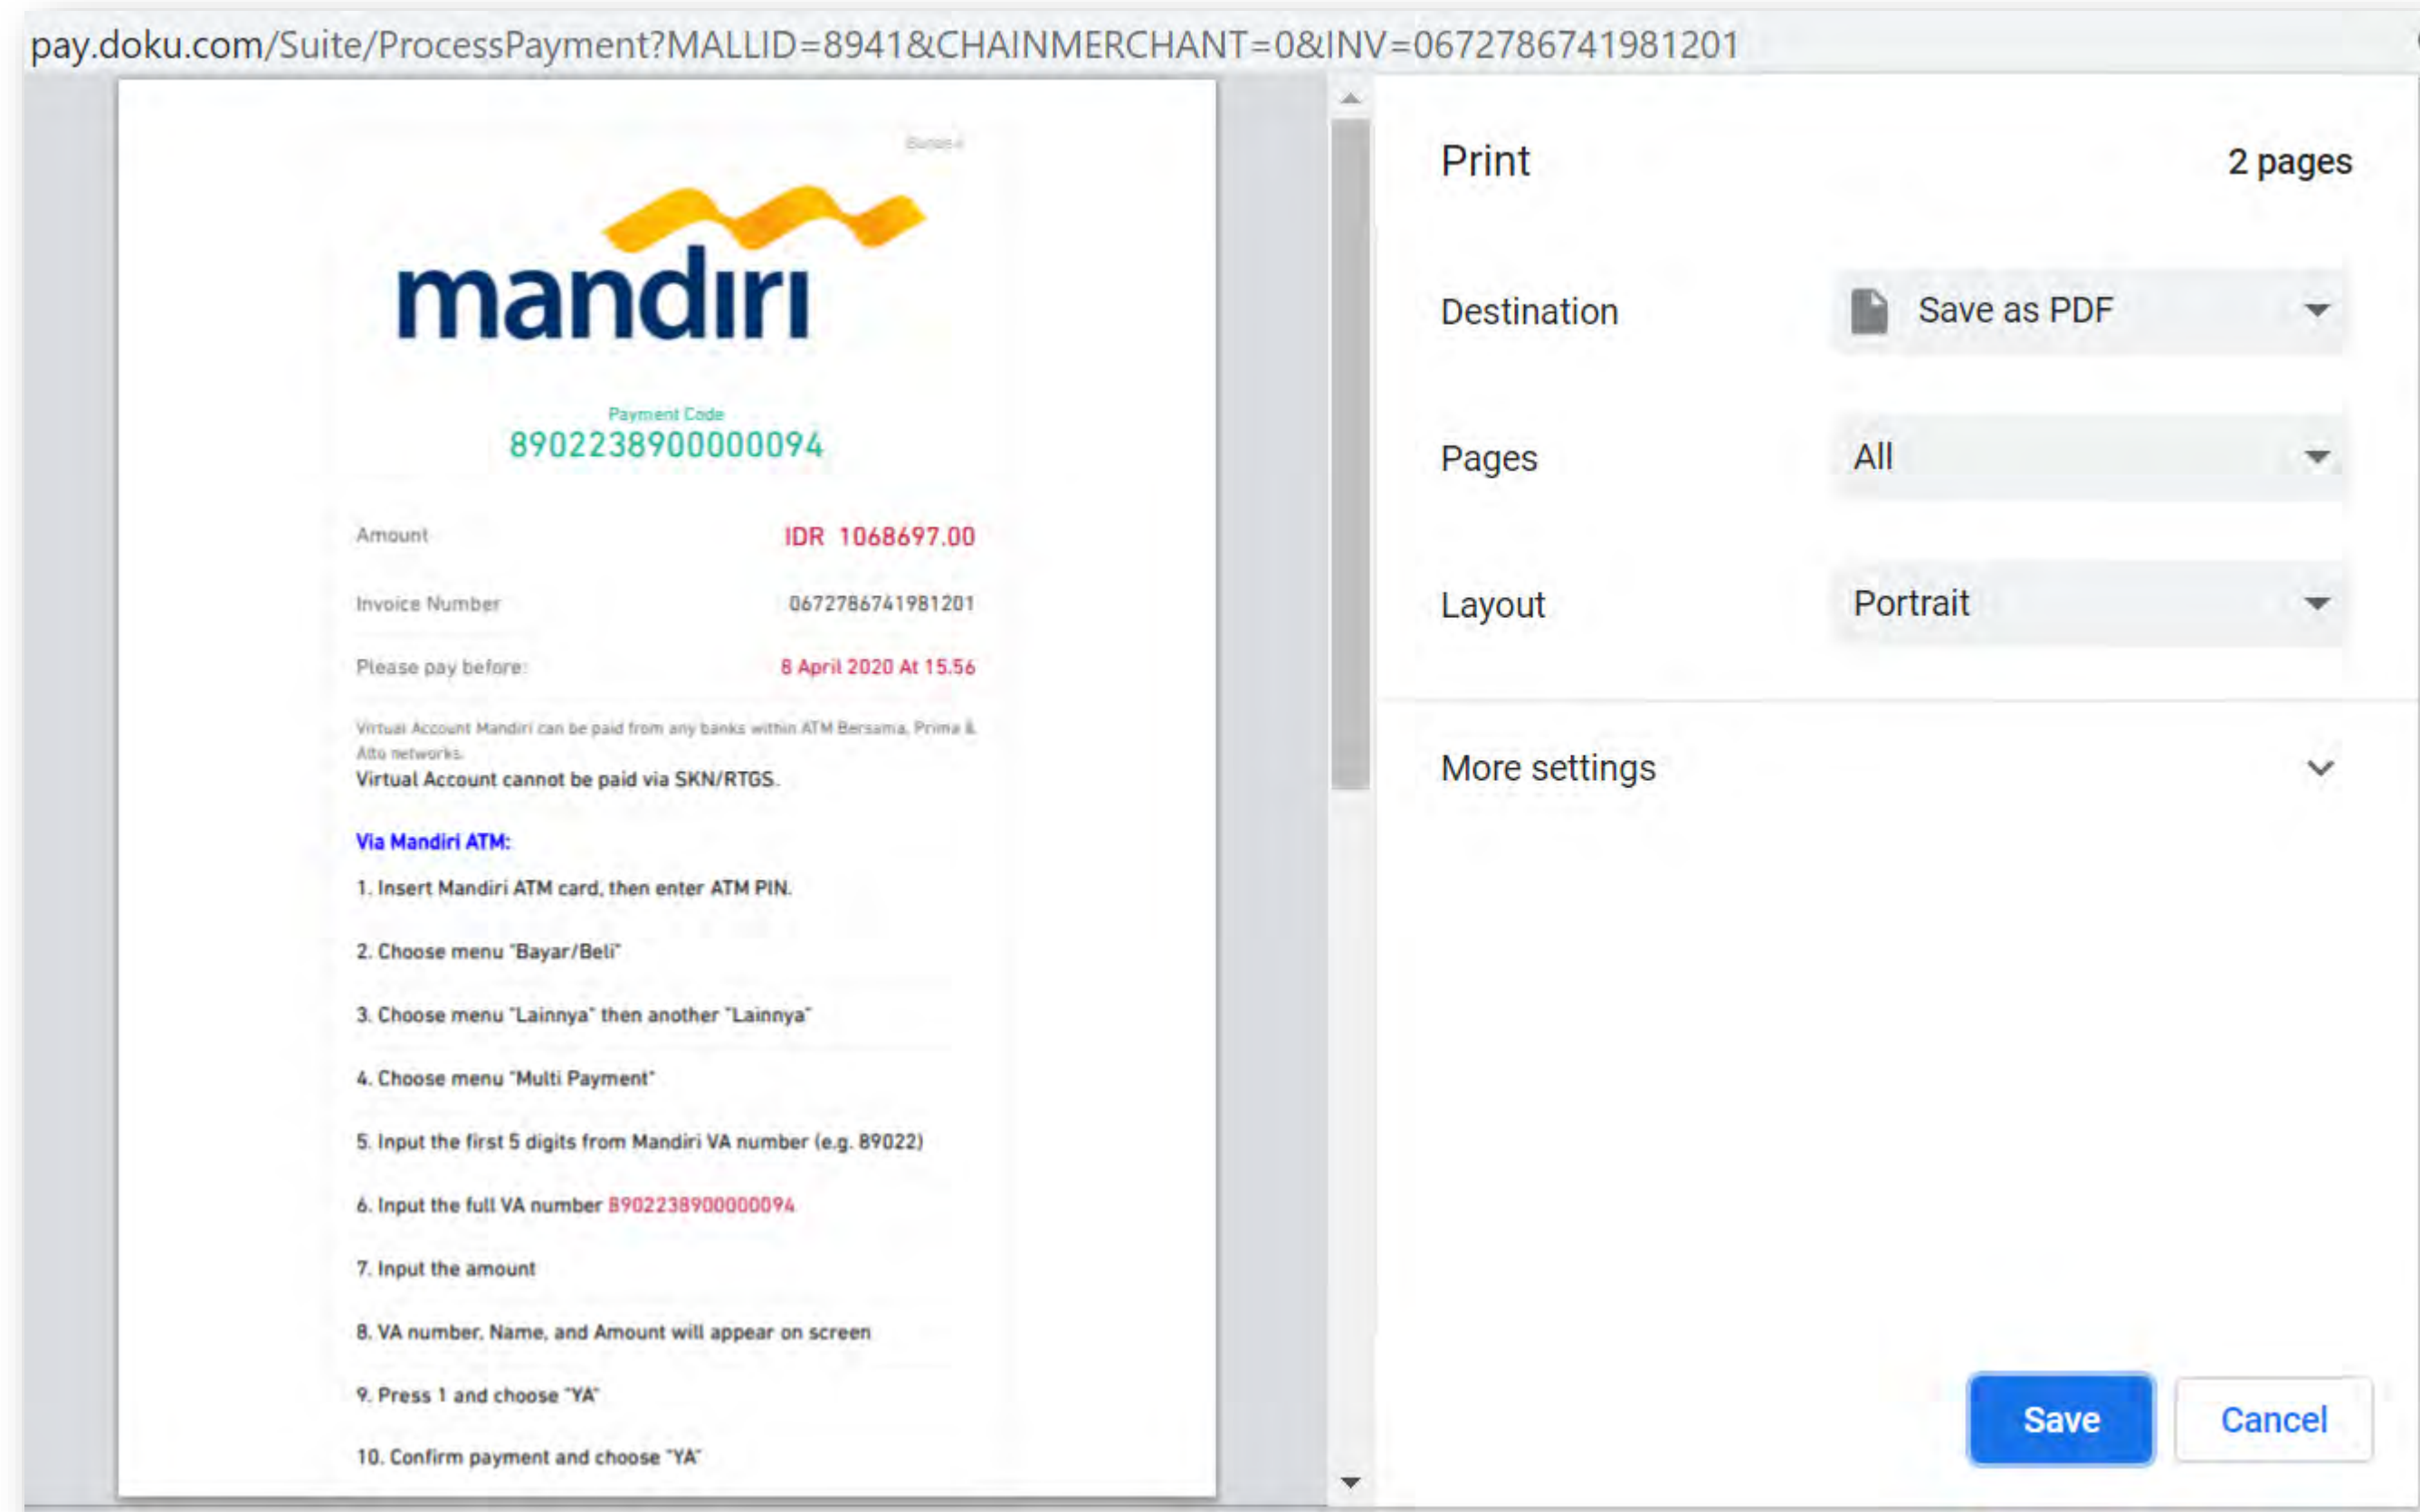 pay.doku.com/Suite/ProcessPayment?MALLID=8941&CHAINMERCHANT=0&INV=0672786741981201
mandiri
Payment Code
8902238900000094
Amount IDR 1068697.00
Invoice Number 0672786741981201
Please pay before: 8 April 2020 At 15.56
Virtual Account Mandiri can be paid from any banks within ATM Bersama, Prima &
Alto networks.
Virtual Account cannot be paid via SKN/RTGS.
Via Mandiri ATM:
1. Insert Mandiri ATM card, then enter ATM PIN.
2. Choose menu "Bayar/Beli"
3. Choose menu "Lainnya" then another "Lainnya"
4. Choose menu "Multi Payment"
5. Input the first 5 digits from Mandiri VA number (e.g. 89022)
6. Input the full VA number 8902238900000094
7. Input the amount
8. VA number, Name, and Amount will appear on screen
9. Press 1 and choose "YA"
10. Confirm payment and choose "YA"
Print 2 pages
Destination Save as PDF
Pages All
Layout Portrait
More settings
Save Cancel